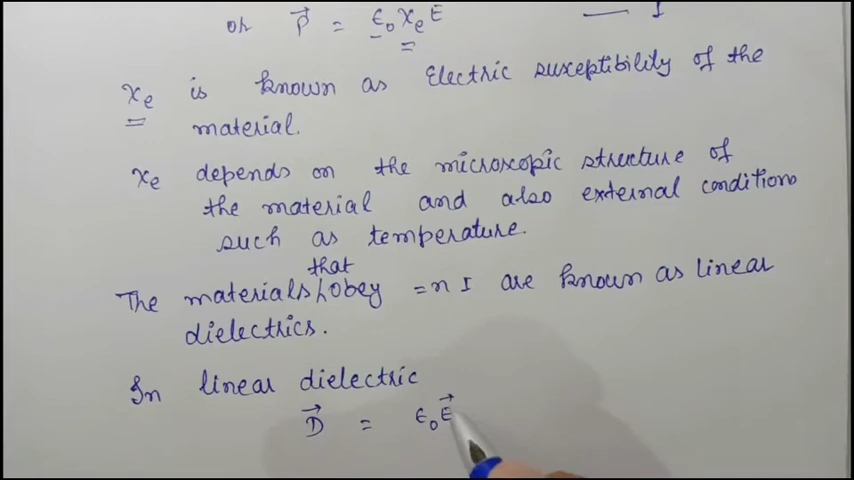 or P⃗ = ϵ₀χₑE — I
χₑ is known as Electric susceptibility of the
material.
χₑ depends on the microscopic structure of
the material and also external conditions
such as temperature.
that
The materials obey =n I are known as linear
dielectrics.
In linear dielectric
D⃗ = ϵ₀E⃗